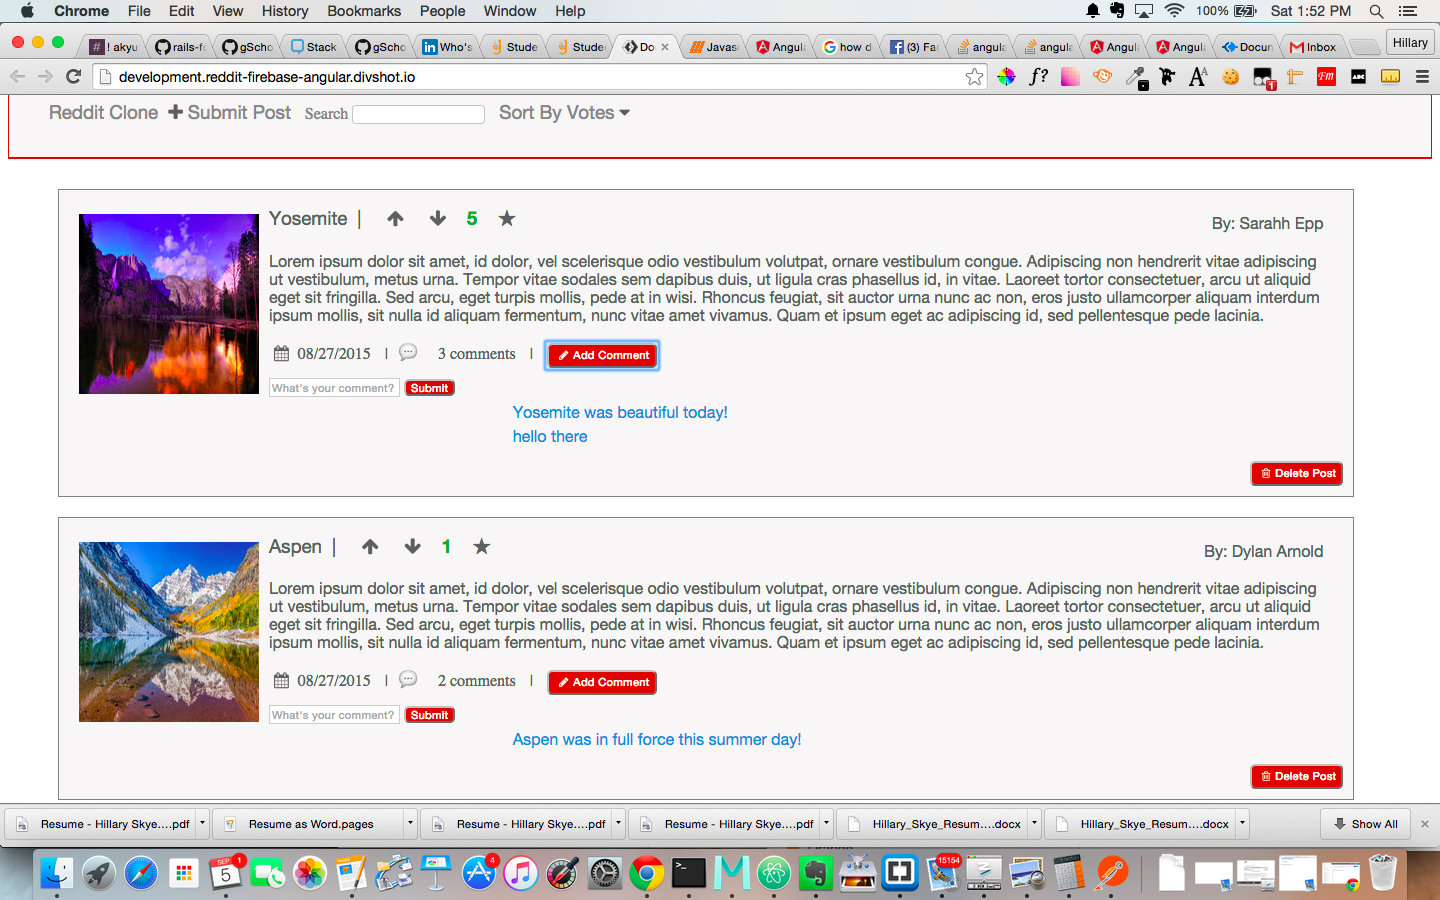 Chrome File Edit View History Bookmarks People Window Help 100% Sat 1:52 PM
! akyu rails-f gScho Stack gScho Who's Stude Stude Do Javas Angula how d (3) Fac angula angula Angul Angula Docun Inbox Hillary
development.reddit-firebase-angular.divshot.io
Reddit Clone Submit Post Search Sort By Votes
Yosemite | 5
By: Sarahh Epp
Lorem ipsum dolor sit amet, id dolor, vel scelerisque odio vestibulum volutpat, ornare vestibulum congue. Adipiscing non hendrerit vitae adipiscing
ut vestibulum, metus urna. Tempor vitae sodales sem dapibus duis, ut ligula cras phasellus id, in vitae. Laoreet tortor consectetuer, arcu ut aliquid
eget sit fringilla. Sed arcu, eget turpis mollis, pede at in wisi. Rhoncus feugiat, sit auctor urna nunc ac non, eros justo ullamcorper aliquam interdum
ipsum mollis, sit nulla id aliquam fermentum, nunc vitae amet vivamus. Quam et ipsum eget ac adipiscing id, sed pellentesque pede lacinia.
08/27/2015 | 3 comments | Add Comment
What's your comment? Submit
Yosemite was beautiful today!
hello there
Delete Post
Aspen | 1
By: Dylan Arnold
Lorem ipsum dolor sit amet, id dolor, vel scelerisque odio vestibulum volutpat, ornare vestibulum congue. Adipiscing non hendrerit vitae adipiscing
ut vestibulum, metus urna. Tempor vitae sodales sem dapibus duis, ut ligula cras phasellus id, in vitae. Laoreet tortor consectetuer, arcu ut aliquid
eget sit fringilla. Sed arcu, eget turpis mollis, pede at in wisi. Rhoncus feugiat, sit auctor urna nunc ac non, eros justo ullamcorper aliquam interdum
ipsum mollis, sit nulla id aliquam fermentum, nunc vitae amet vivamus. Quam et ipsum eget ac adipiscing id, sed pellentesque pede lacinia.
08/27/2015 | 2 comments | Add Comment
What's your comment? Submit
Aspen was in full force this summer day!
Delete Post
Resume - Hillary Skye....pdf Resume as Word.pages Resume - Hillary Skye....pdf Resume - Hillary Skye....pdf Hillary_Skye_Resum....docx Hillary_Skye_Resum....docx Show All
SEP 5 1 4 15154